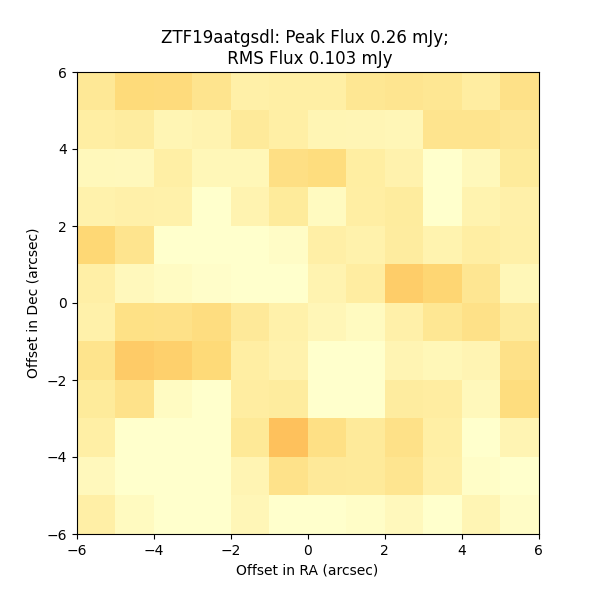 ZTF19aatgsdl: Peak Flux 0.26 mJy;
RMS Flux 0.103 mJy
6
4
2
0
−2
−4
−6
Offset in Dec (arcsec)
−6 −4 −2 0 2 4 6
Offset in RA (arcsec)